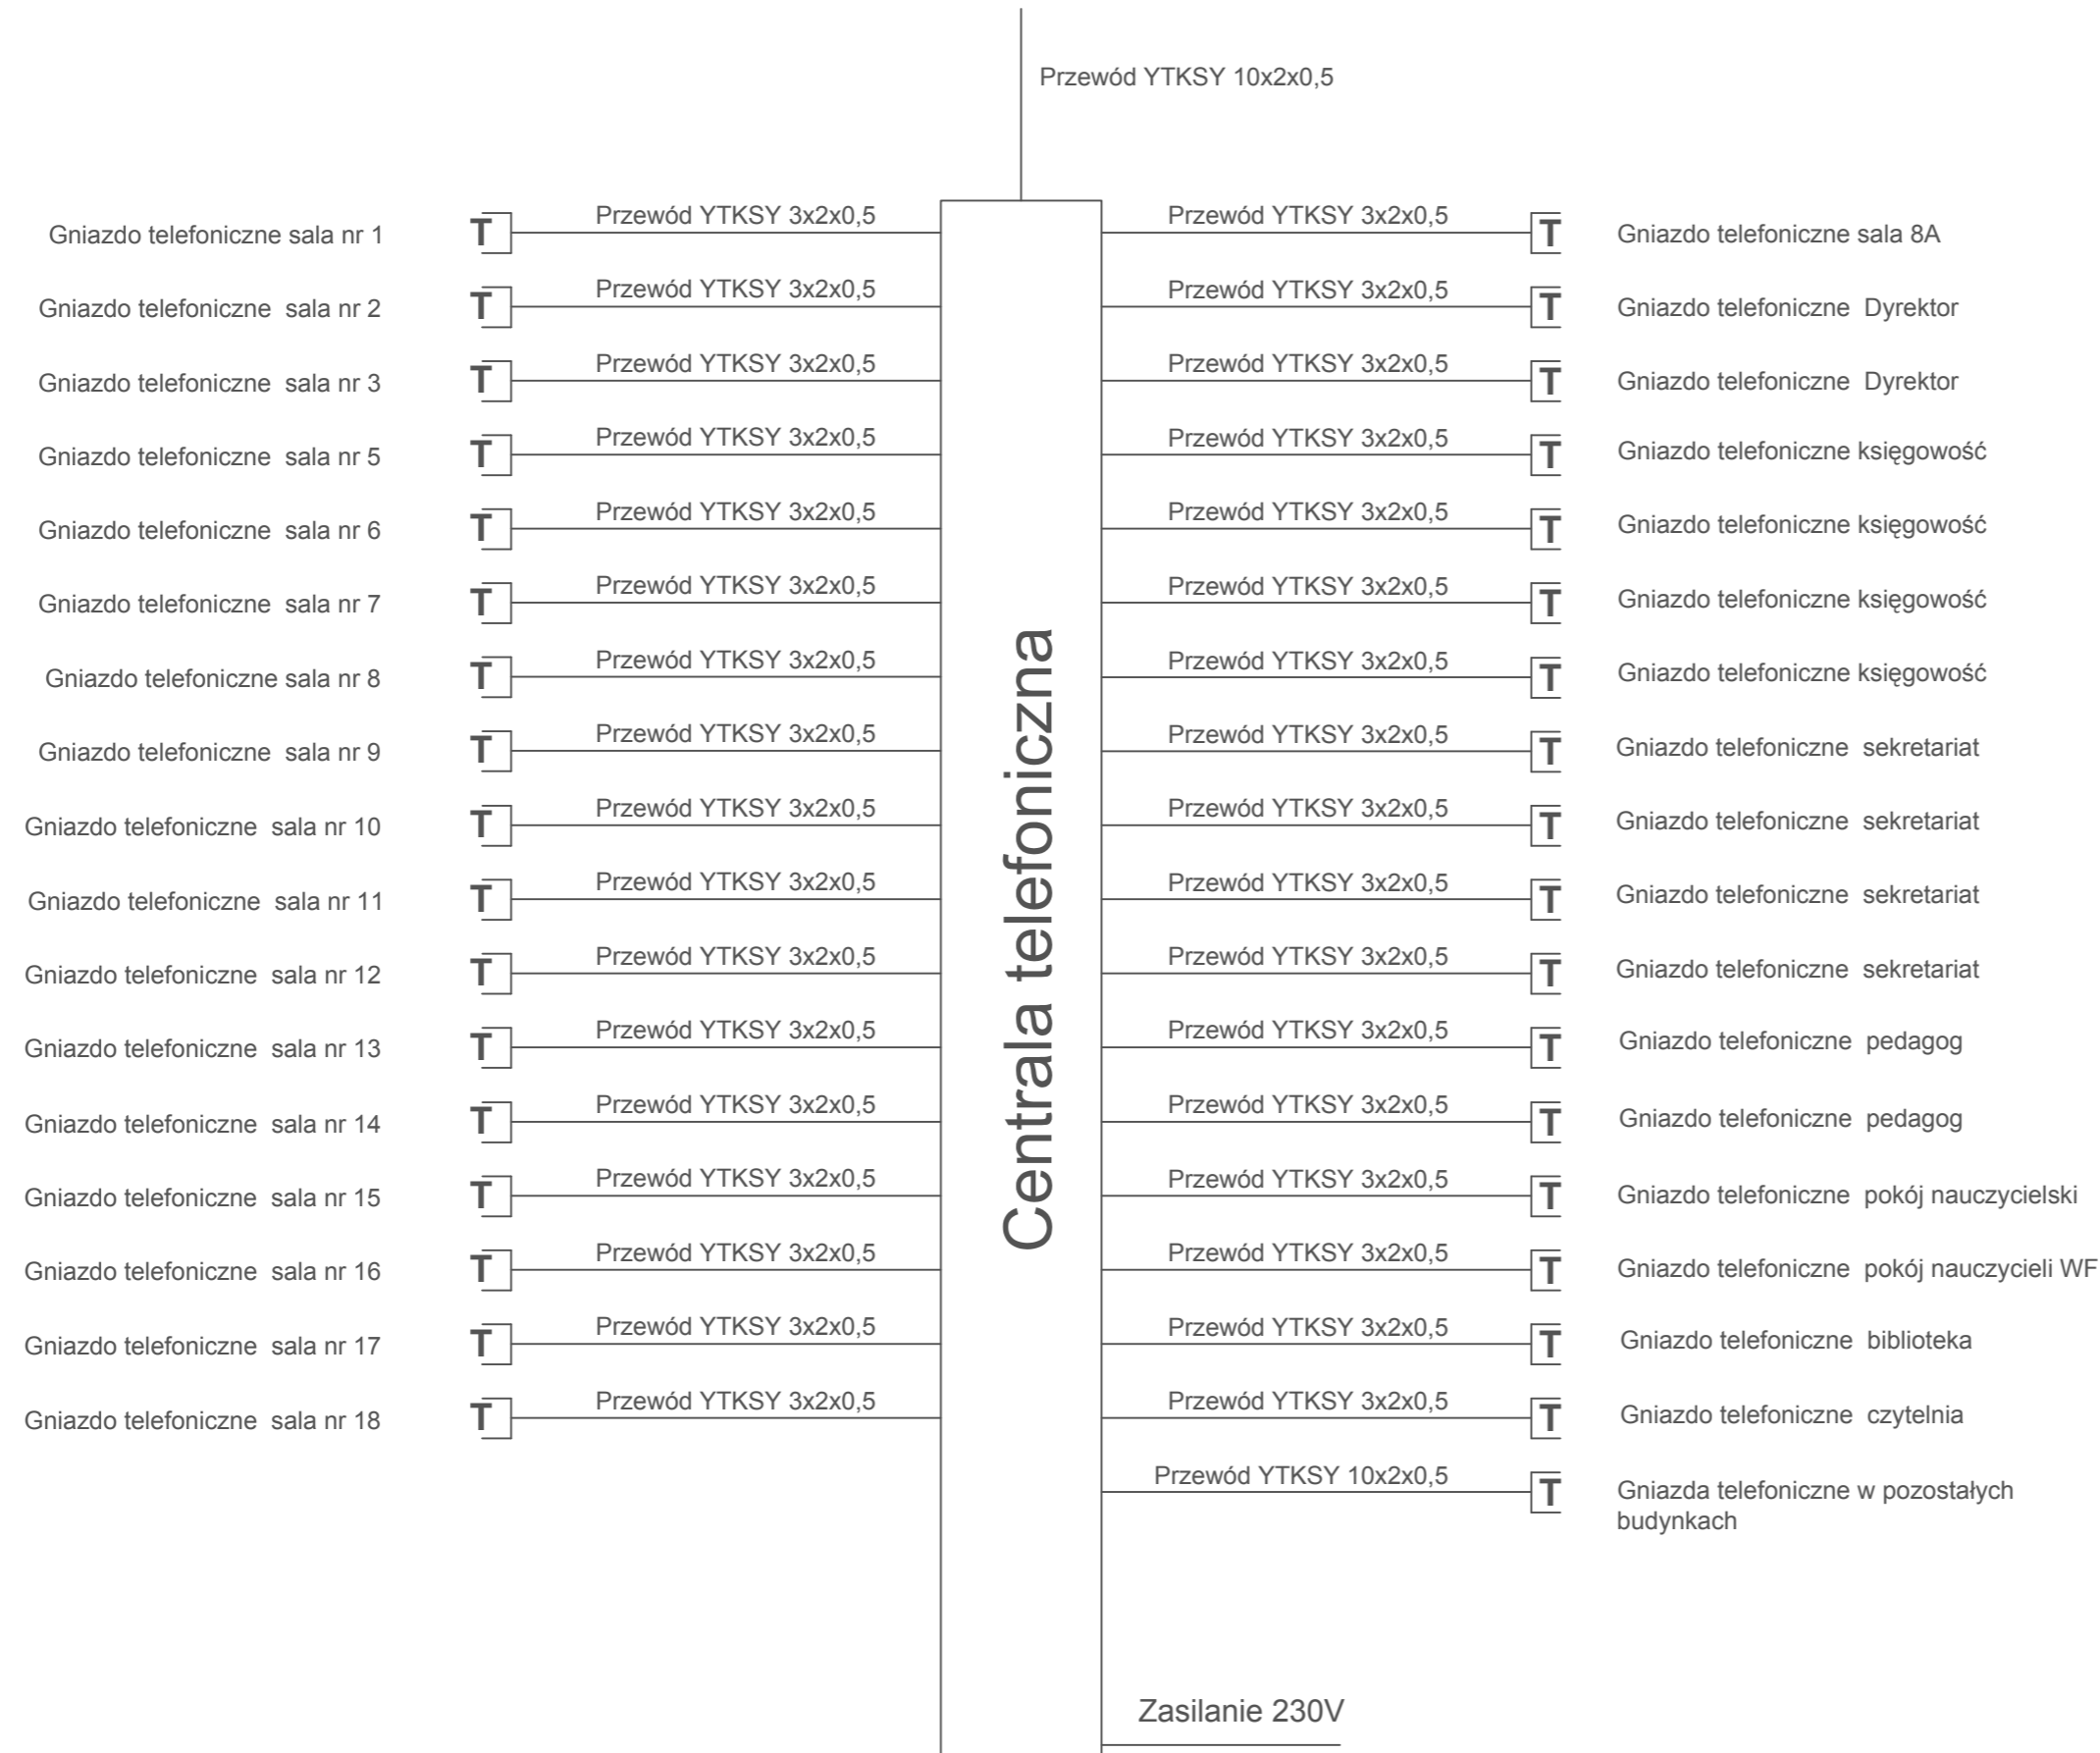 Przewód YTKSY 10x2x0,5
Gniazdo telefoniczne sala nr 1 T Przewód YTKSY 3x2x0,5 Przewód YTKSY 3x2x0,5 T Gniazdo telefoniczne sala 8A
Gniazdo telefoniczne sala nr 2 T Przewód YTKSY 3x2x0,5 Przewód YTKSY 3x2x0,5 T Gniazdo telefoniczne Dyrektor
Gniazdo telefoniczne sala nr 3 T Przewód YTKSY 3x2x0,5 Przewód YTKSY 3x2x0,5 T Gniazdo telefoniczne Dyrektor
Gniazdo telefoniczne sala nr 5 T Przewód YTKSY 3x2x0,5 Przewód YTKSY 3x2x0,5 T Gniazdo telefoniczne księgowość
Gniazdo telefoniczne sala nr 6 T Przewód YTKSY 3x2x0,5 Przewód YTKSY 3x2x0,5 T Gniazdo telefoniczne księgowość
Gniazdo telefoniczne sala nr 7 T Przewód YTKSY 3x2x0,5 Przewód YTKSY 3x2x0,5 T Gniazdo telefoniczne księgowość
Gniazdo telefoniczne sala nr 8 T Przewód YTKSY 3x2x0,5 Przewód YTKSY 3x2x0,5 T Gniazdo telefoniczne księgowość
Gniazdo telefoniczne sala nr 9 T Przewód YTKSY 3x2x0,5 Przewód YTKSY 3x2x0,5 T Gniazdo telefoniczne sekretariat
Gniazdo telefoniczne sala nr 10 T Przewód YTKSY 3x2x0,5 Przewód YTKSY 3x2x0,5 T Gniazdo telefoniczne sekretariat
Gniazdo telefoniczne sala nr 11 T Przewód YTKSY 3x2x0,5 Przewód YTKSY 3x2x0,5 T Gniazdo telefoniczne sekretariat
Gniazdo telefoniczne sala nr 12 T Przewód YTKSY 3x2x0,5 Przewód YTKSY 3x2x0,5 T Gniazdo telefoniczne sekretariat
Gniazdo telefoniczne sala nr 13 T Przewód YTKSY 3x2x0,5 Przewód YTKSY 3x2x0,5 T Gniazdo telefoniczne pedagog
Gniazdo telefoniczne sala nr 14 T Przewód YTKSY 3x2x0,5 Przewód YTKSY 3x2x0,5 T Gniazdo telefoniczne pedagog
Gniazdo telefoniczne sala nr 15 T Przewód YTKSY 3x2x0,5 Przewód YTKSY 3x2x0,5 T Gniazdo telefoniczne pokój nauczycielski
Gniazdo telefoniczne sala nr 16 T Przewód YTKSY 3x2x0,5 Przewód YTKSY 3x2x0,5 T Gniazdo telefoniczne pokój nauczycieli WF
Gniazdo telefoniczne sala nr 17 T Przewód YTKSY 3x2x0,5 Przewód YTKSY 3x2x0,5 T Gniazdo telefoniczne biblioteka
Gniazdo telefoniczne sala nr 18 T Przewód YTKSY 3x2x0,5 Przewód YTKSY 3x2x0,5 T Gniazdo telefoniczne czytelnia
Przewód YTKSY 10x2x0,5 T Gniazda telefoniczne w pozostałych
budynkach
Centrala telefoniczna
Zasilanie 230V